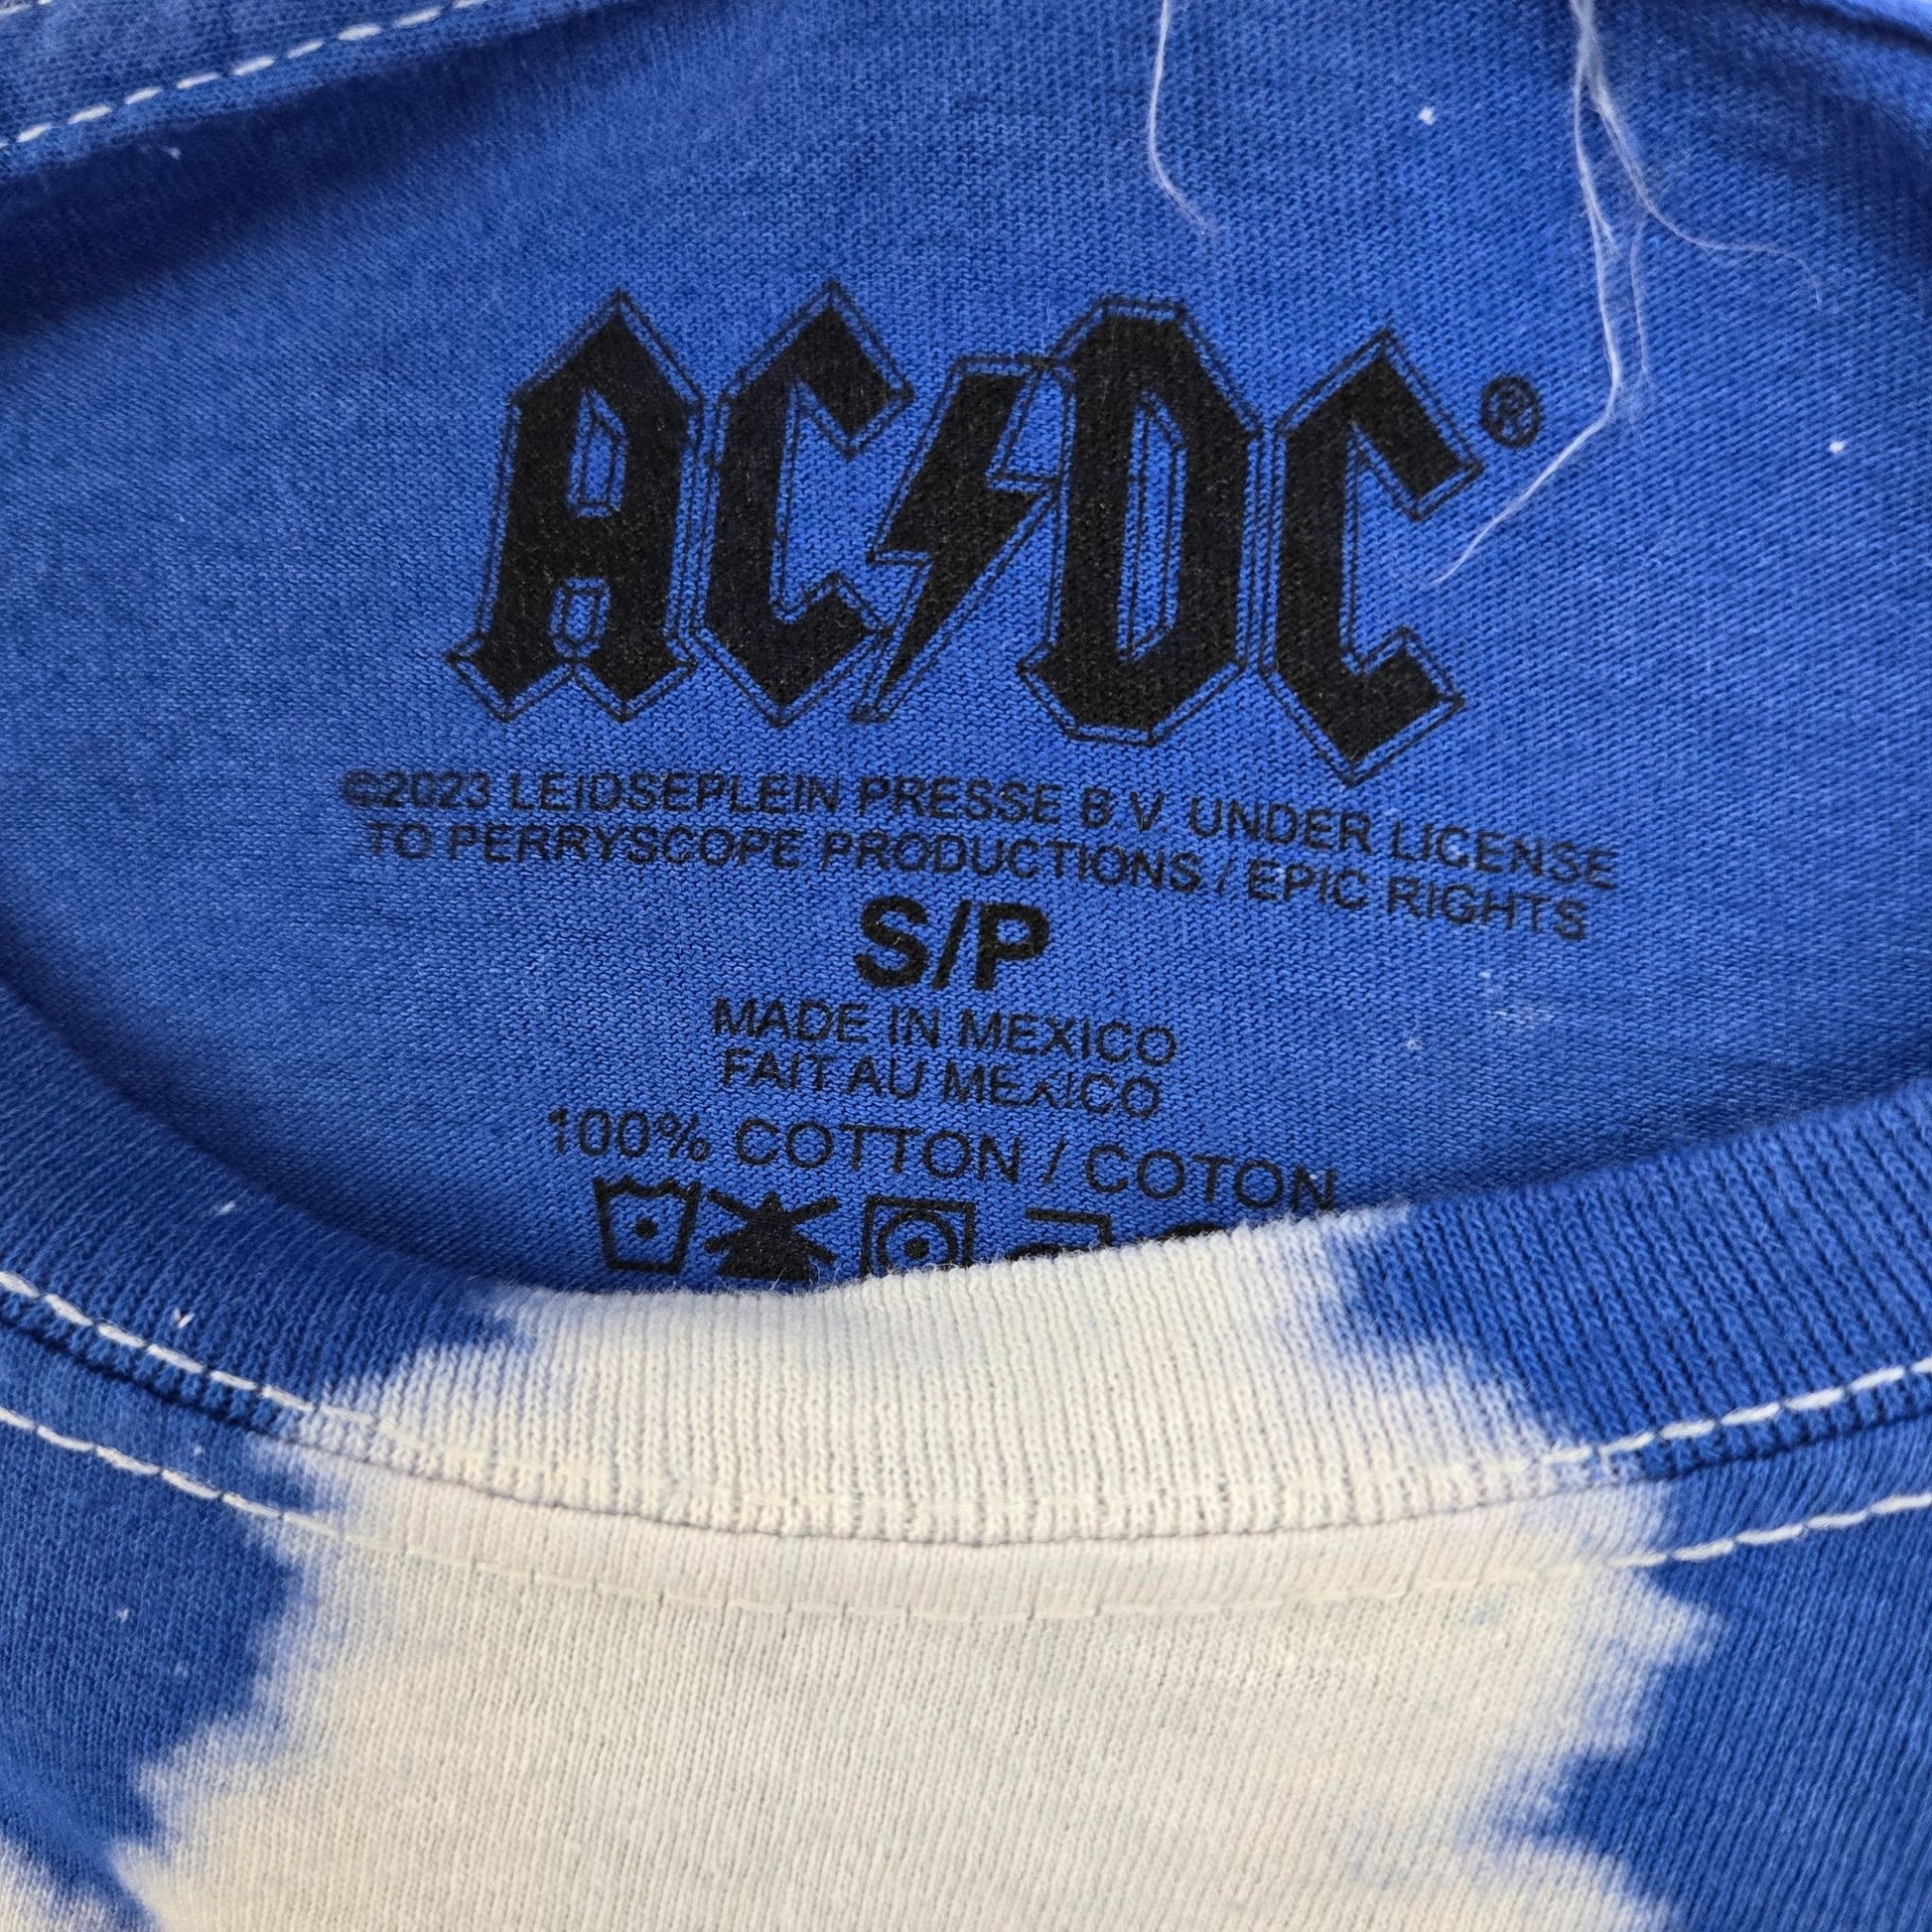 AC/DC®
©2023 LEIDSEPLEIN PRESSE B.V. UNDER LICENSE
TO PERRYSCOPE PRODUCTIONS / EPIC RIGHTS
S/P
MADE IN MEXICO
FAIT AU MEXICO
100% COTTON / COTON